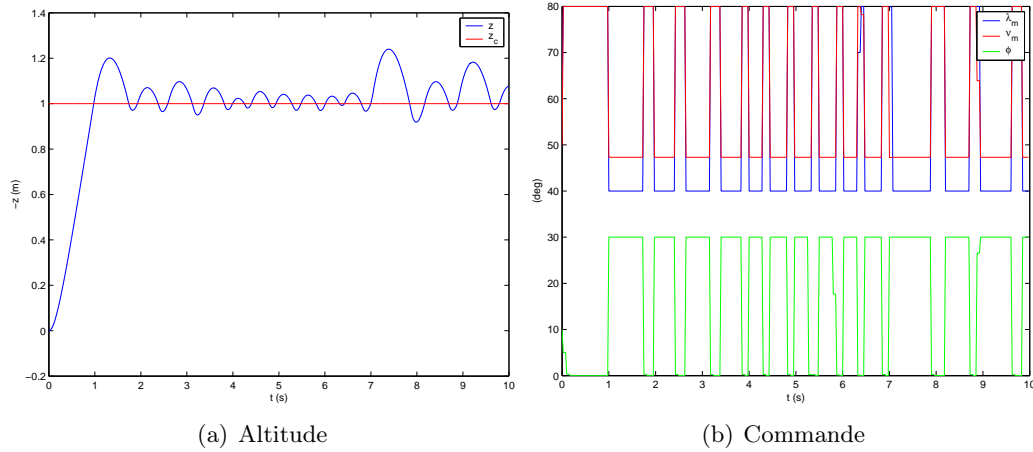 1.4
1.2
1
0.8
0.6
0.4
0.2
0
−0.2
−z (m)
0 1 2 3 4 5 6 7 8 9 10
t (s)
z
z_c
(a) Altitude
80
70
60
50
40
30
20
10
0
(deg)
0 1 2 3 4 5 6 7 8 9 10
t (s)
λ_m
ν_m
ϕ
(b) Commande